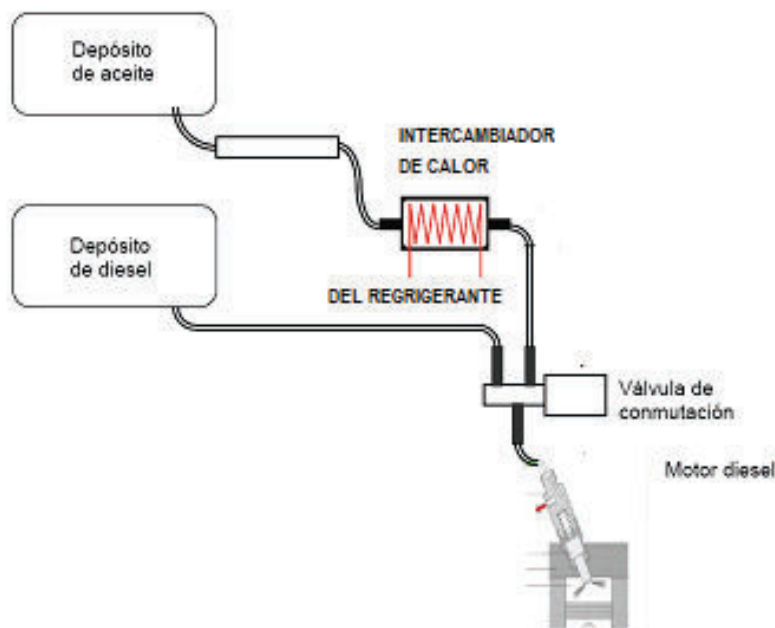 Depósito
de aceite
INTERCAMBIADOR
DE CALOR
Depósito
de diesel
DEL REGRIGERANTE
Válvula de
conmutación
Motor diesel